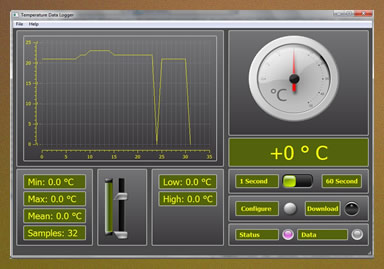 Temperature Data Logger
File Help
25
20
15
10
5
0
0 5 10 15 20 25 30 35
°C
+0 ° C
Min: 0.0 °C
Max: 0.0 °C
Mean: 0.0 °C
Samples: 32
Low: 0.0 °C
High: 0.0 °C
1 Second
60 Second
Configure
Download
Status
Data